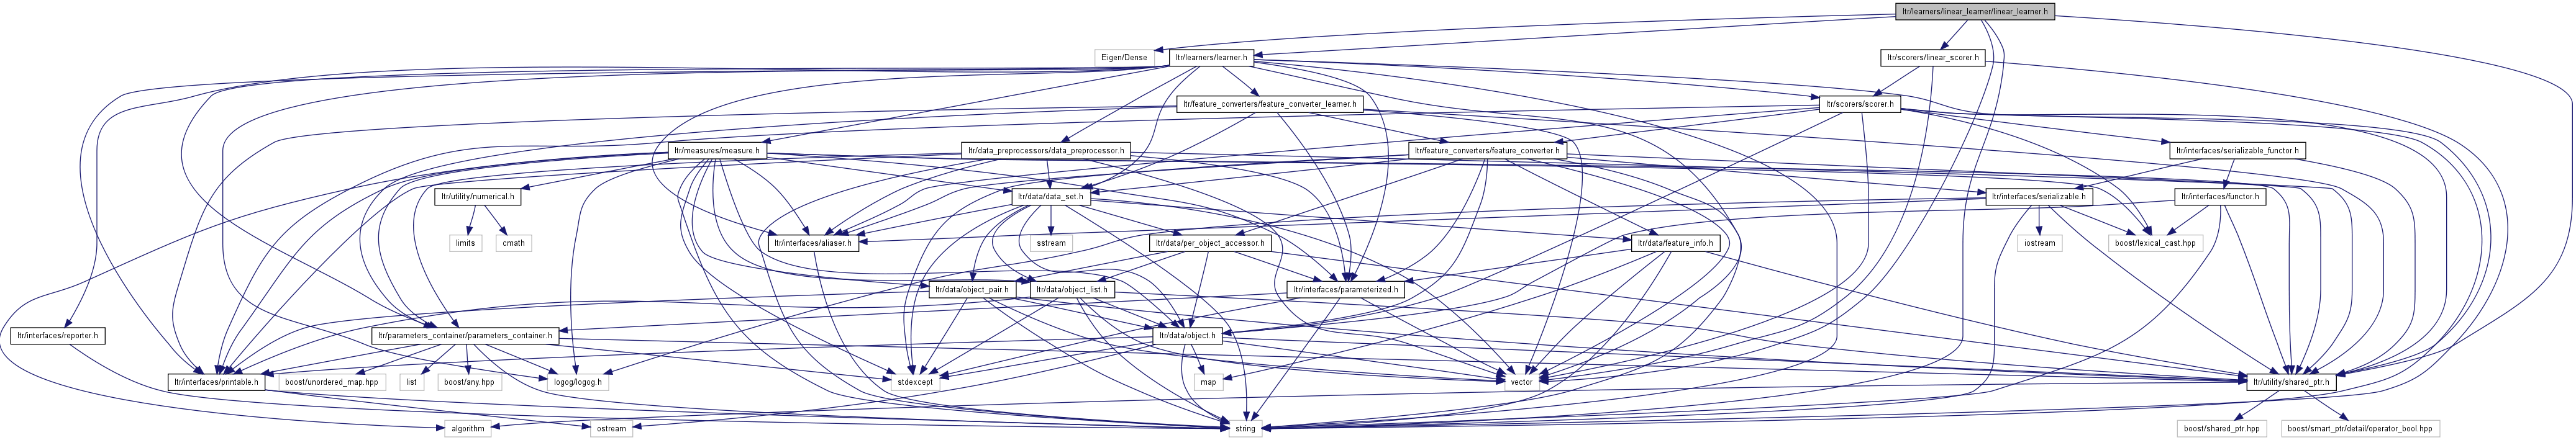 ltr/learners/linear_learner/linear_learner.h
Eigen/Dense
ltr/learners/learner.h
ltr/scorers/linear_scorer.h
ltr/feature_converters/feature_converter_learner.h
ltr/scorers/scorer.h
ltr/measures/measure.h
ltr/data_preprocessors/data_preprocessor.h
ltr/feature_converters/feature_converter.h
ltr/interfaces/serializable_functor.h
ltr/utility/numerical.h
ltr/data/data_set.h
ltr/interfaces/serializable.h
ltr/interfaces/functor.h
limits
cmath
ltr/interfaces/aliaser.h
sstream
ltr/data/per_object_accessor.h
ltr/data/feature_info.h
iostream
boost/lexical_cast.hpp
ltr/data/object_pair.h
ltr/data/object_list.h
ltr/interfaces/parameterized.h
ltr/interfaces/reporter.h
ltr/parameters_container/parameters_container.h
ltr/data/object.h
ltr/interfaces/printable.h
boost/unordered_map.hpp
list
boost/any.hpp
logog/logog.h
stdexcept
map
vector
ltr/utility/shared_ptr.h
algorithm
ostream
string
boost/shared_ptr.hpp
boost/smart_ptr/detail/operator_bool.hpp